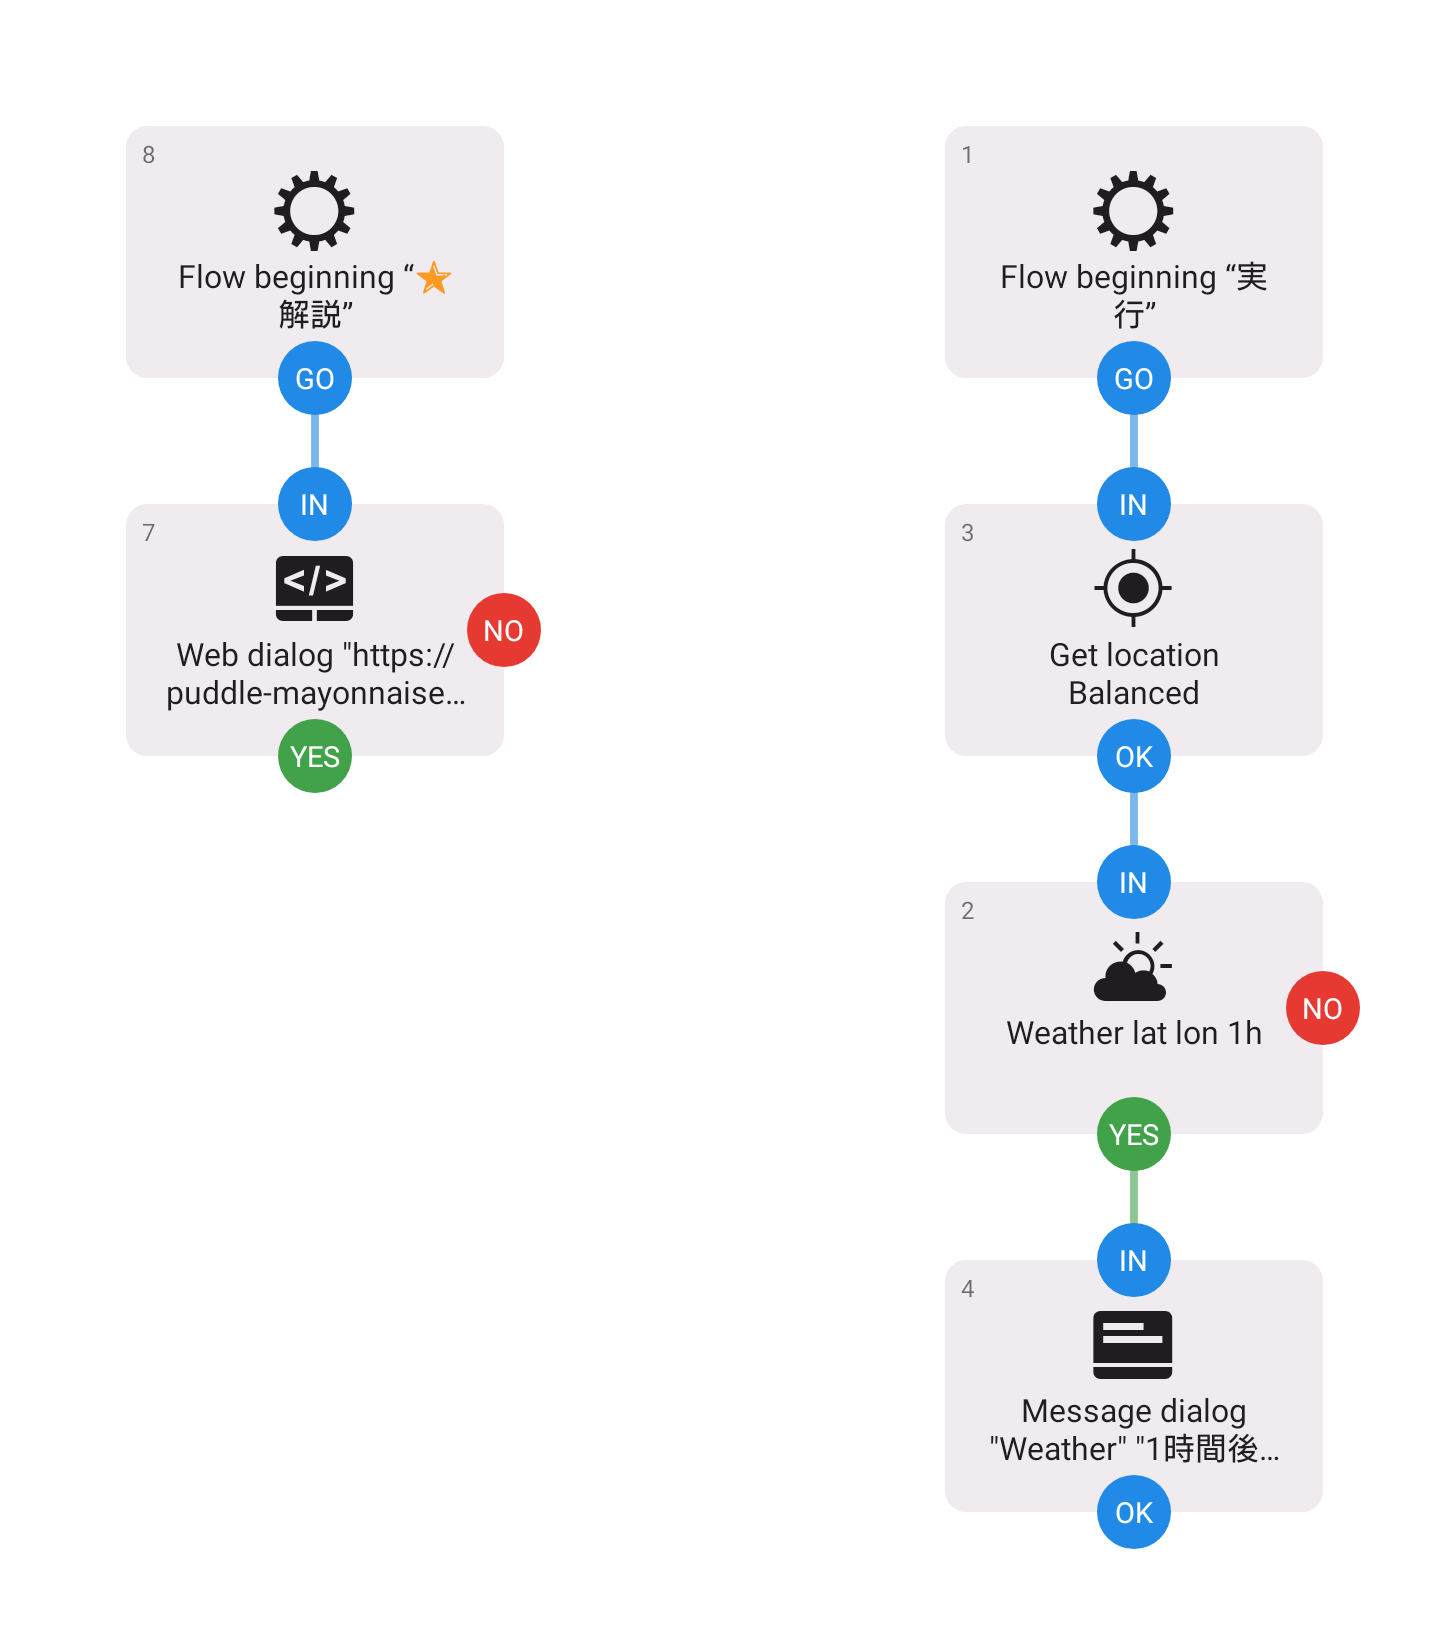 8
Flow beginning “⭐
解説”
GO
IN
7
Web dialog "https://
puddle-mayonnaise…
NO
YES
1
Flow beginning “実
行”
GO
IN
3
Get location
Balanced
OK
IN
2
Weather lat lon 1h
NO
YES
IN
4
Message dialog
"Weather" "1時間後…
OK